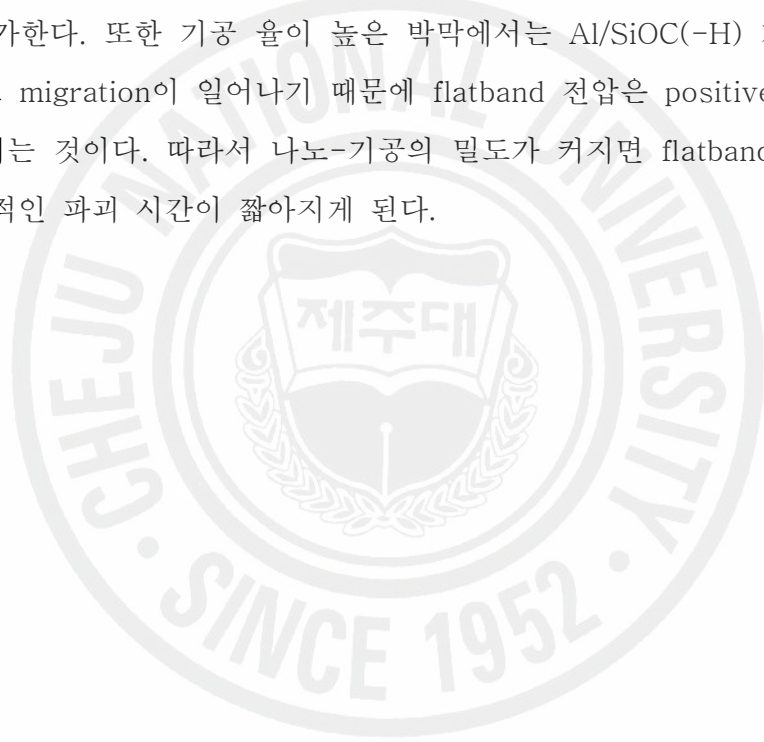 가한다. 또한 기공 율이 높은 박막에서는 Al/SiOC(-H)
migration이 일어나기 때문에 flatband 전압은 positive
는 것이다. 따라서 나노-기공의 밀도가 커지면 flatband
적인 파괴 시간이 짧아지게 된다.
CHEJU NATIONAL UNIVERSITY
제주대
SINCE 1952